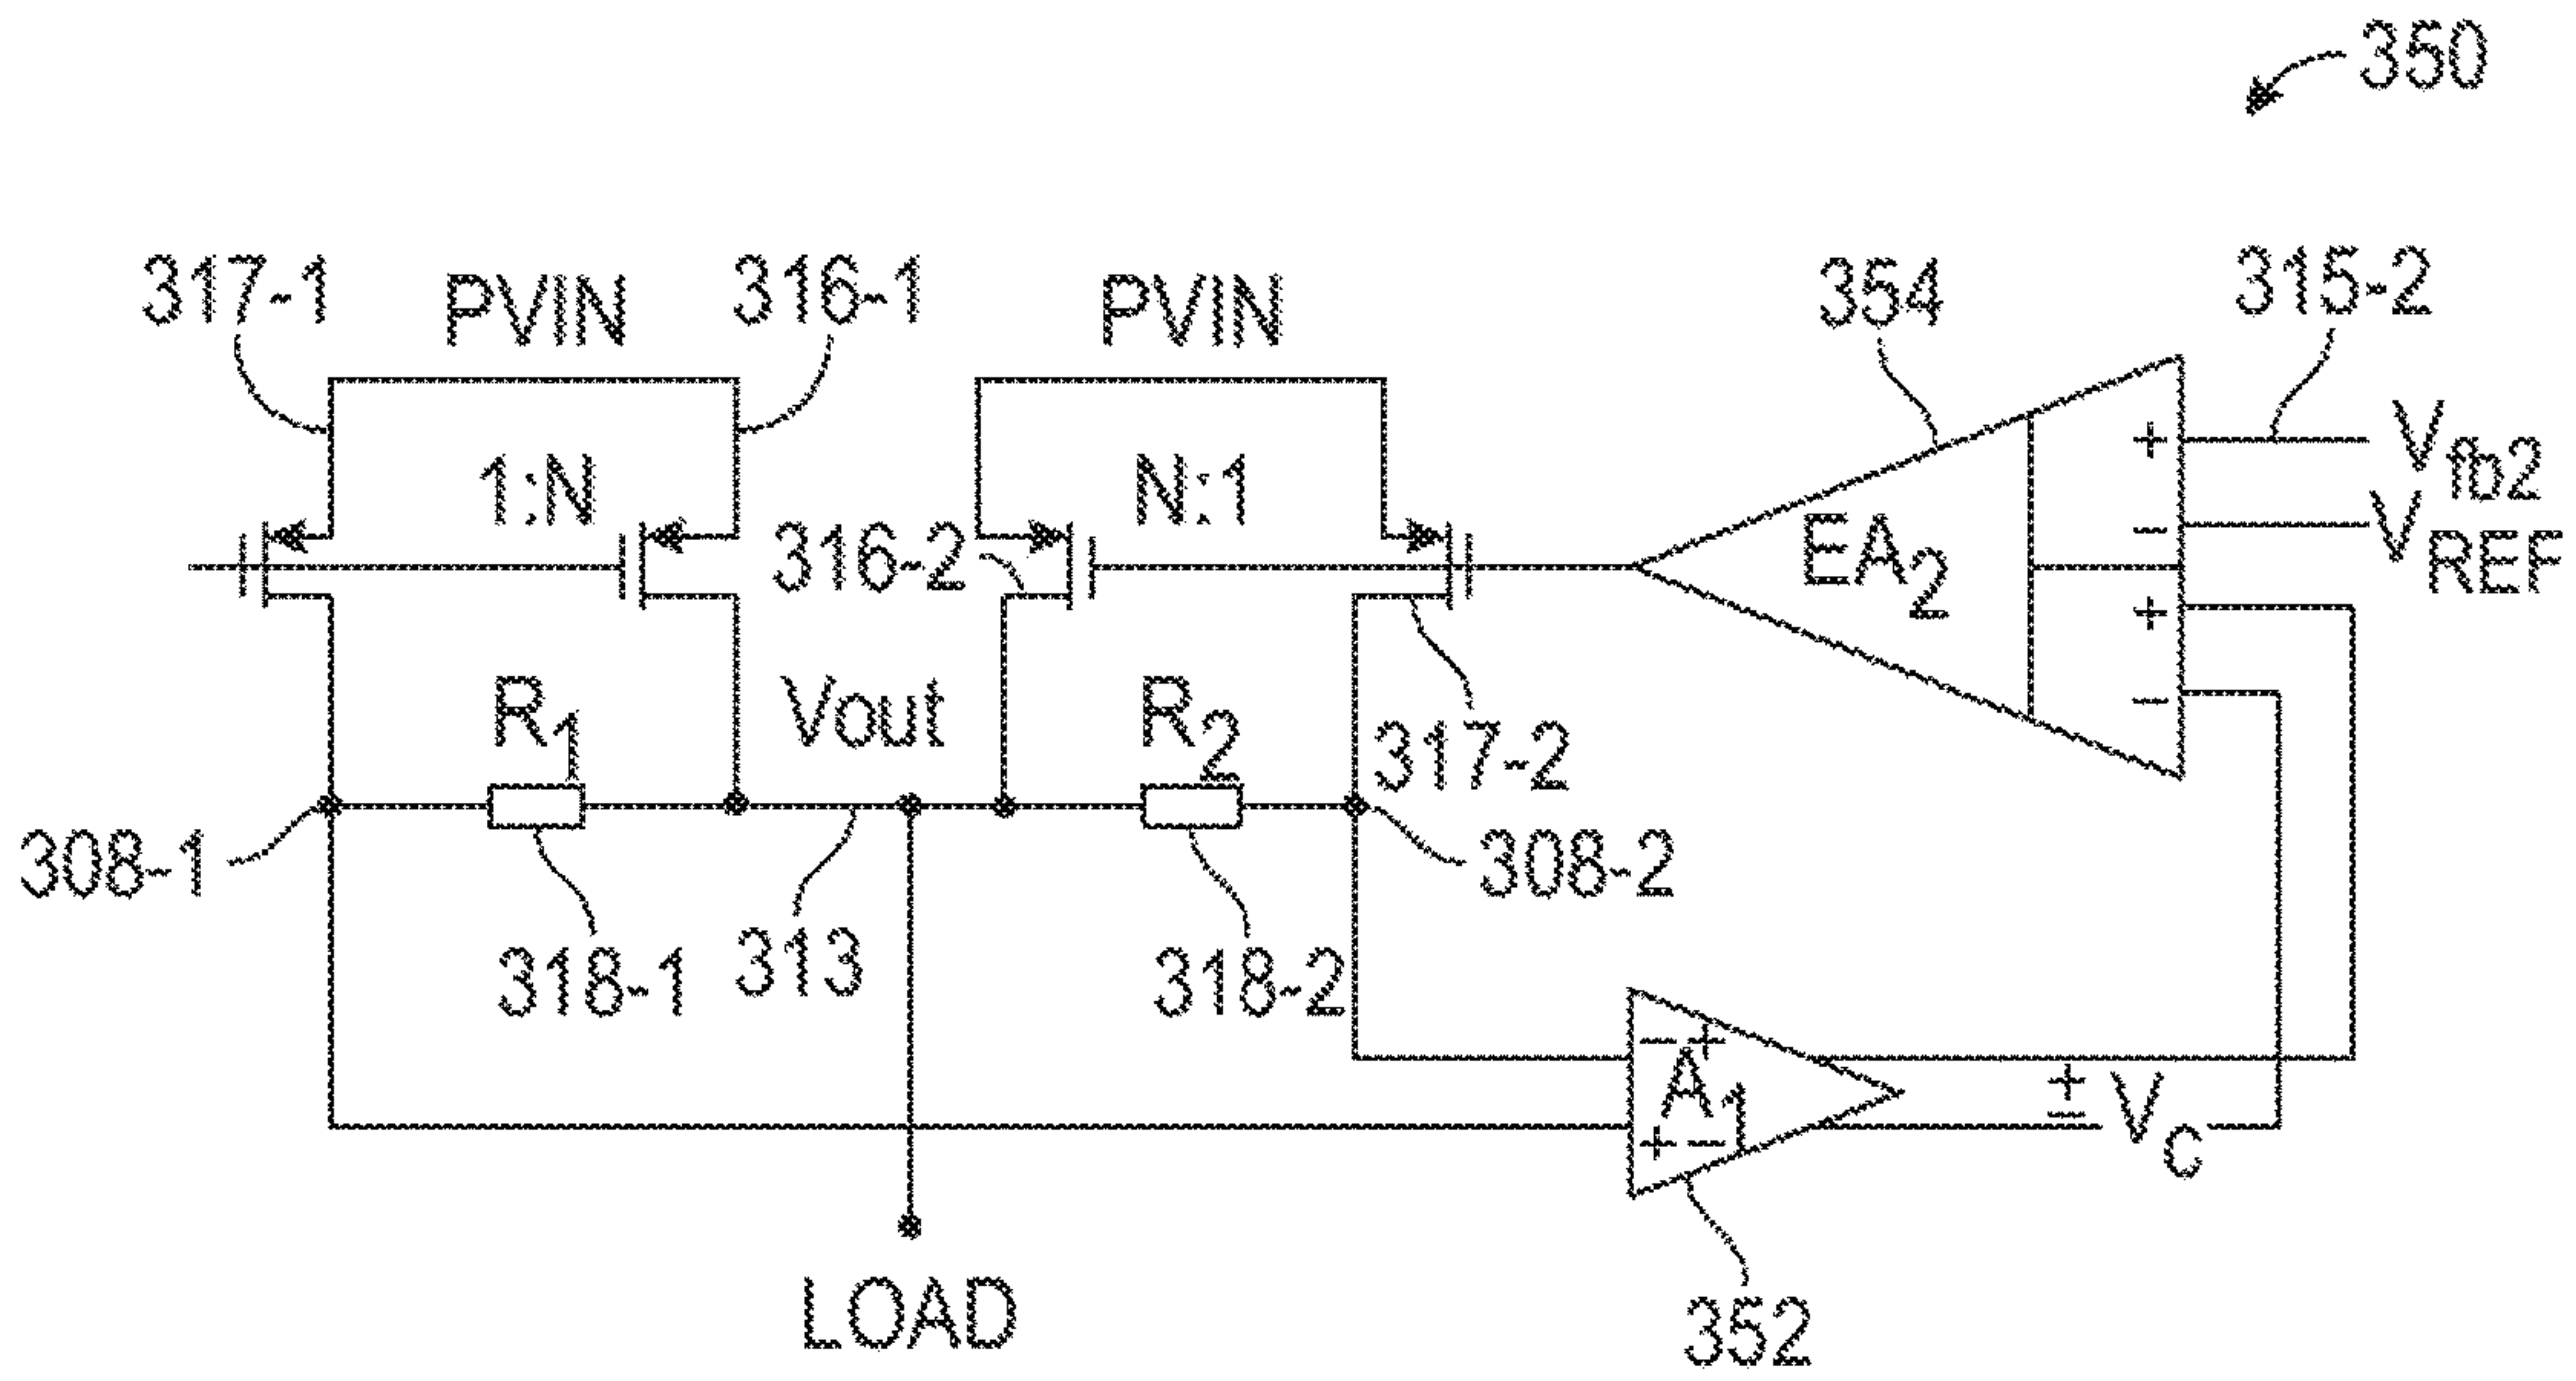 350
317-1 PVIN 316-1 PVIN 354 315-2
1:N N:1 + Vfb2
316-2 EA2 - VREF
+
R1 Vout R2 -
317-2
308-1 308-2
318-1 313 318-2
- +
A1 ± VC
+ -
LOAD 352